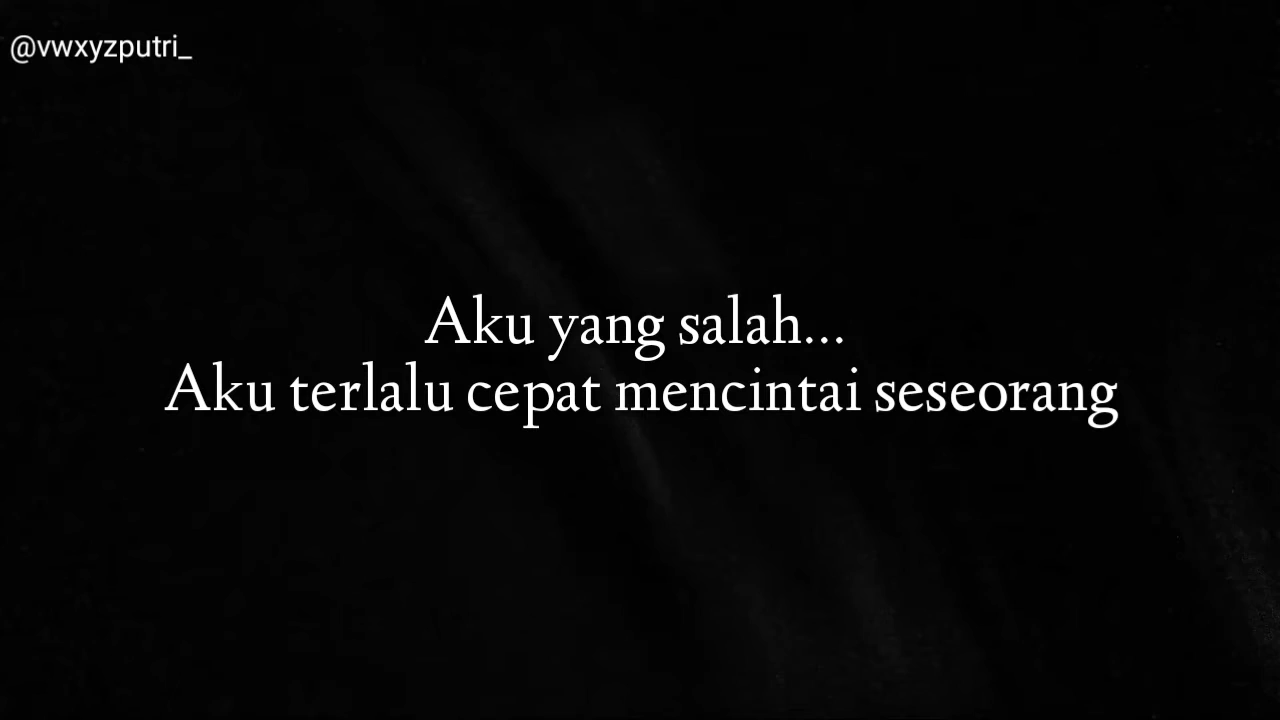 @vwxyzputri_
Aku yang salah...
Aku terlalu cepat mencintai seseorang